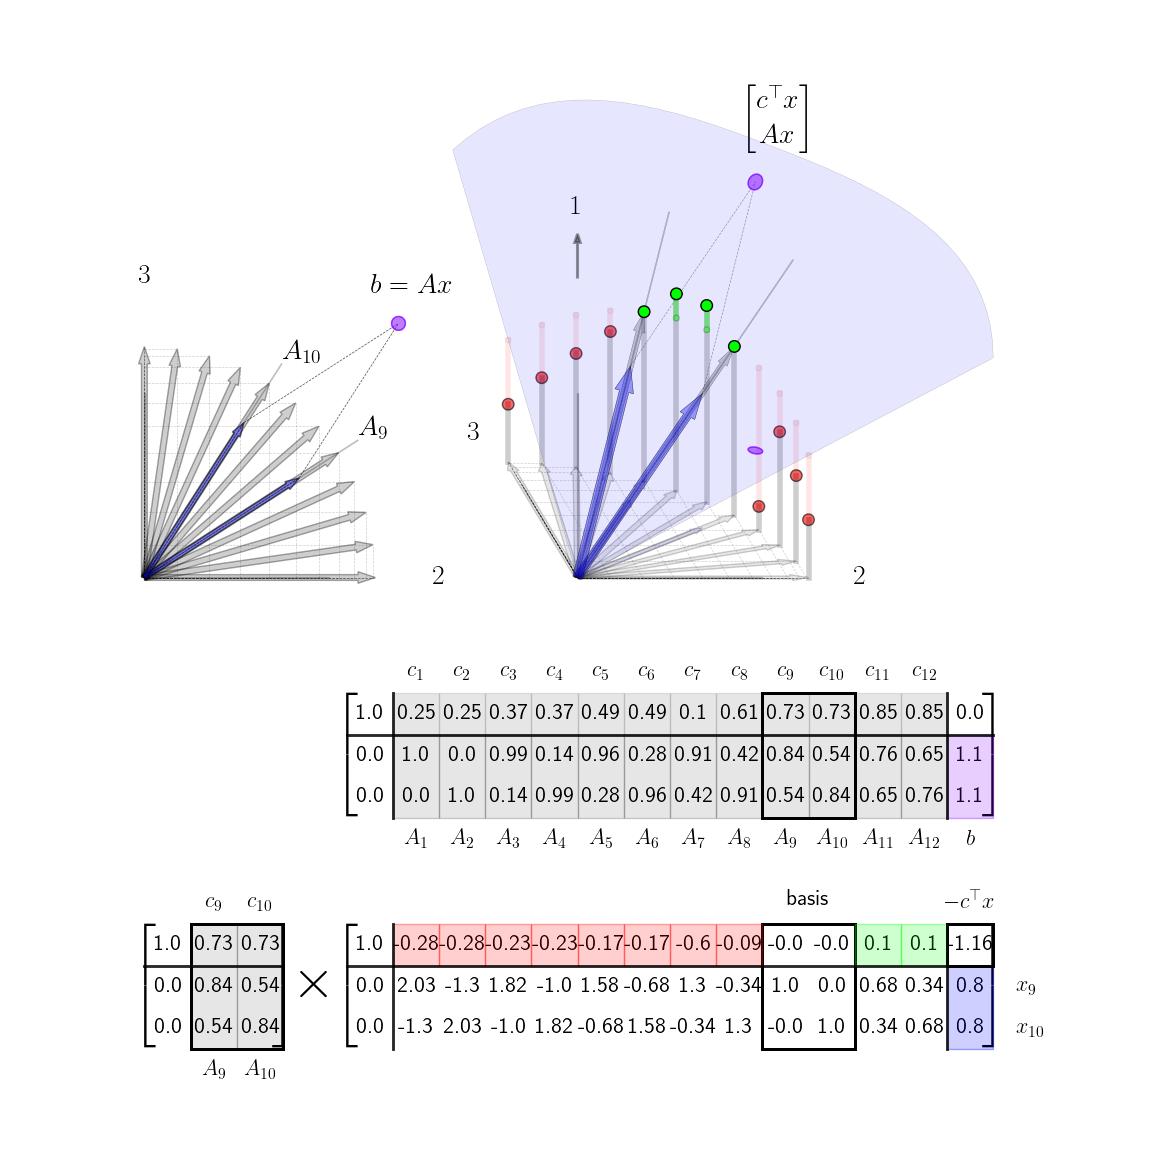 [c⊤x
Ax]
1
3
b = Ax
A10
A9
3
2
2
c1 c2 c3 c4 c5 c6 c7 c8 c9 c10 c11 c12
1.0 0.25 0.25 0.37 0.37 0.49 0.49 0.1 0.61 0.73 0.73 0.85 0.85 0.0
0.0 1.0 0.0 0.99 0.14 0.96 0.28 0.91 0.42 0.84 0.54 0.76 0.65 1.1
0.0 0.0 1.0 0.14 0.99 0.28 0.96 0.42 0.91 0.54 0.84 0.65 0.76 1.1
A1 A2 A3 A4 A5 A6 A7 A8 A9 A10 A11 A12 b
c9 c10 basis −c⊤x
1.0 0.73 0.73 1.0 -0.28 -0.28 -0.23 -0.23 -0.17 -0.17 -0.6 -0.09 -0.0 -0.0 0.1 0.1 -1.16
0.0 0.84 0.54 × 0.0 2.03 -1.3 1.82 -1.0 1.58 -0.68 1.3 -0.34 1.0 0.0 0.68 0.34 0.8 x9
0.0 0.54 0.84 0.0 -1.3 2.03 -1.0 1.82 -0.68 1.58 -0.34 1.3 -0.0 1.0 0.34 0.68 0.8 x10
A9 A10